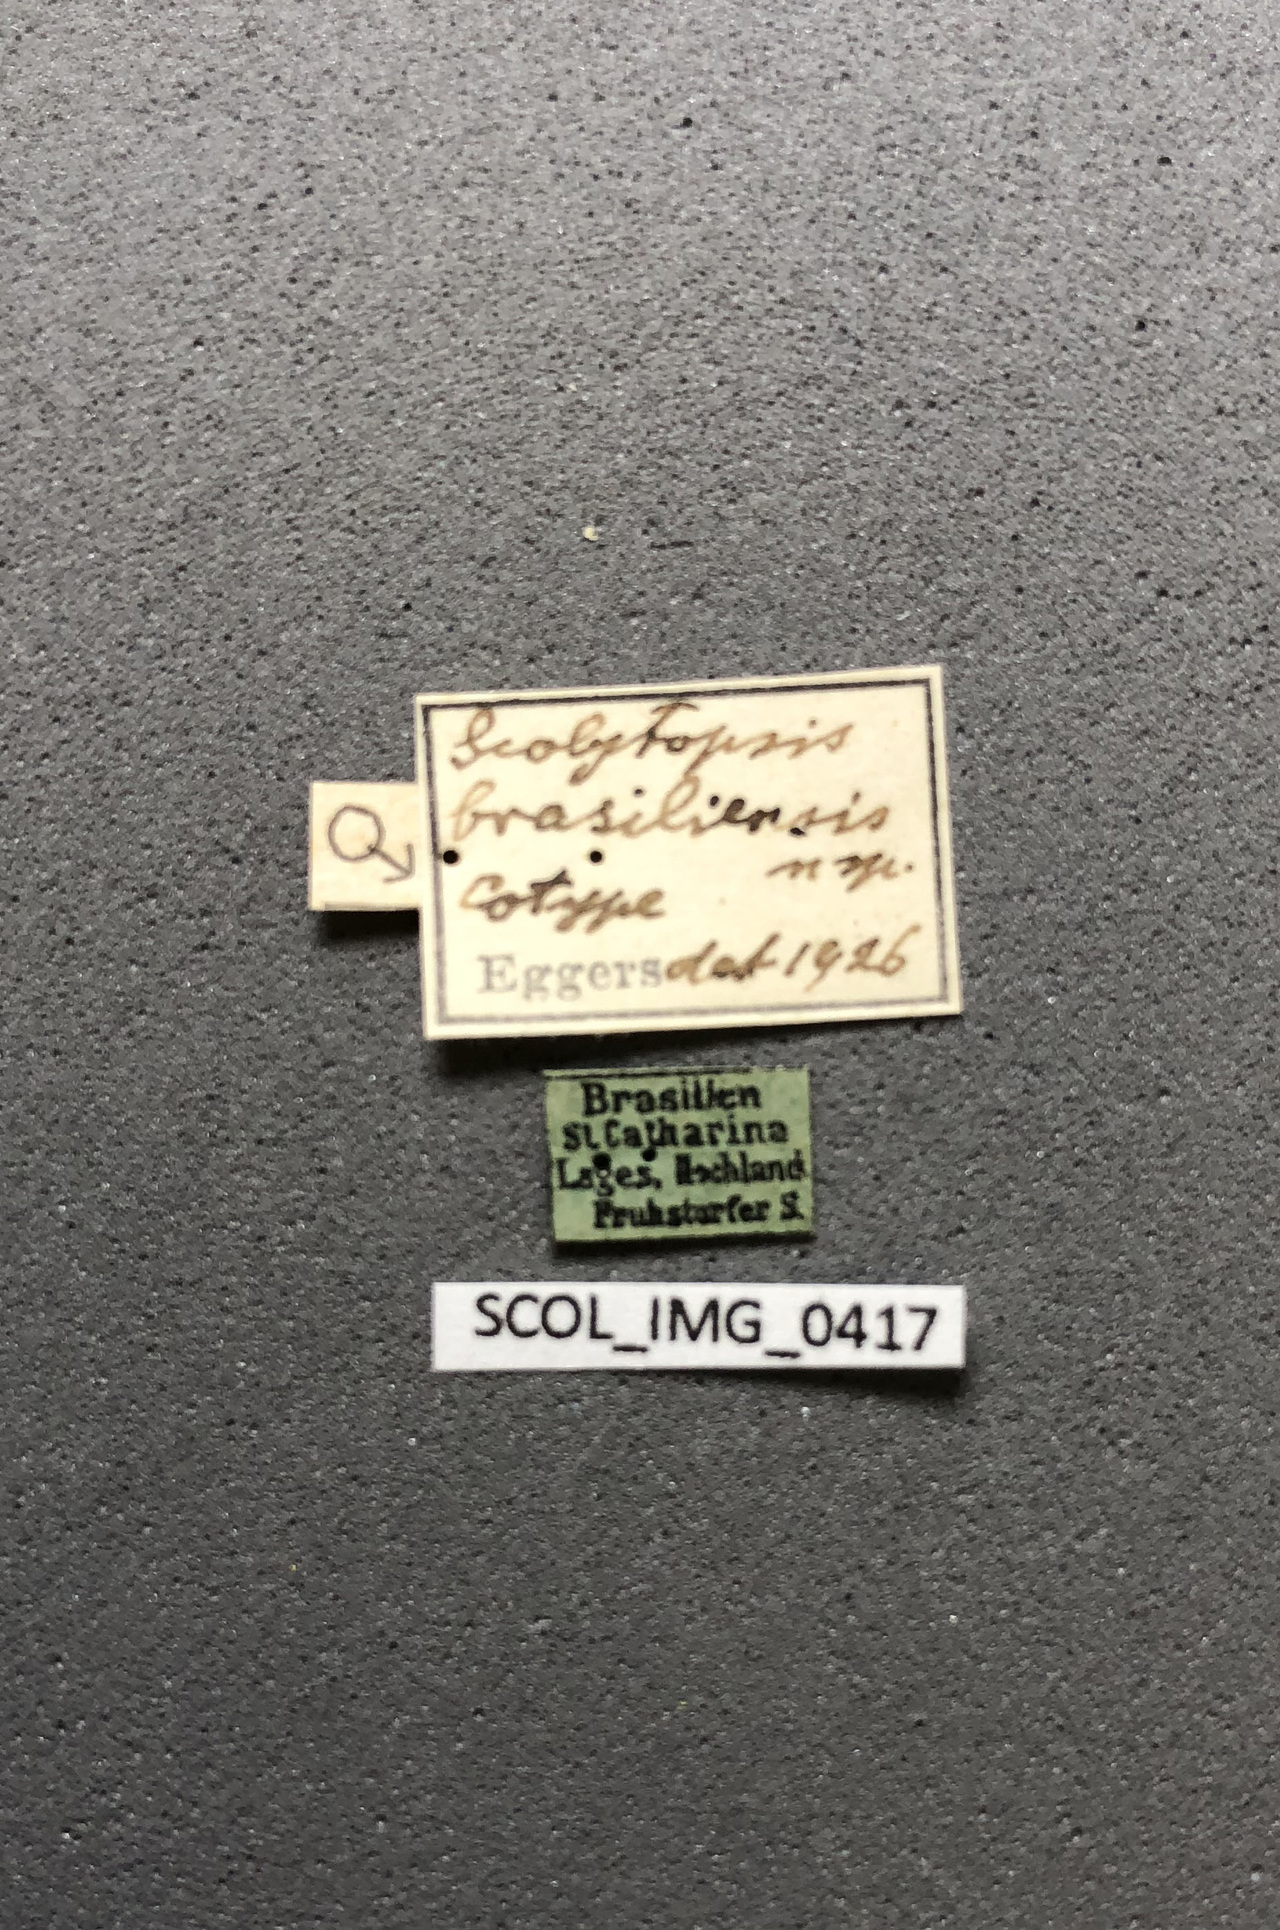 ♂
Scolytopsis
brasiliensis
n sp.
Cotype
Eggers det 1926
Brasilien
St. Catharina
Lages, Hochland
Fruhstorfer S.
SCOL_IMG_0417